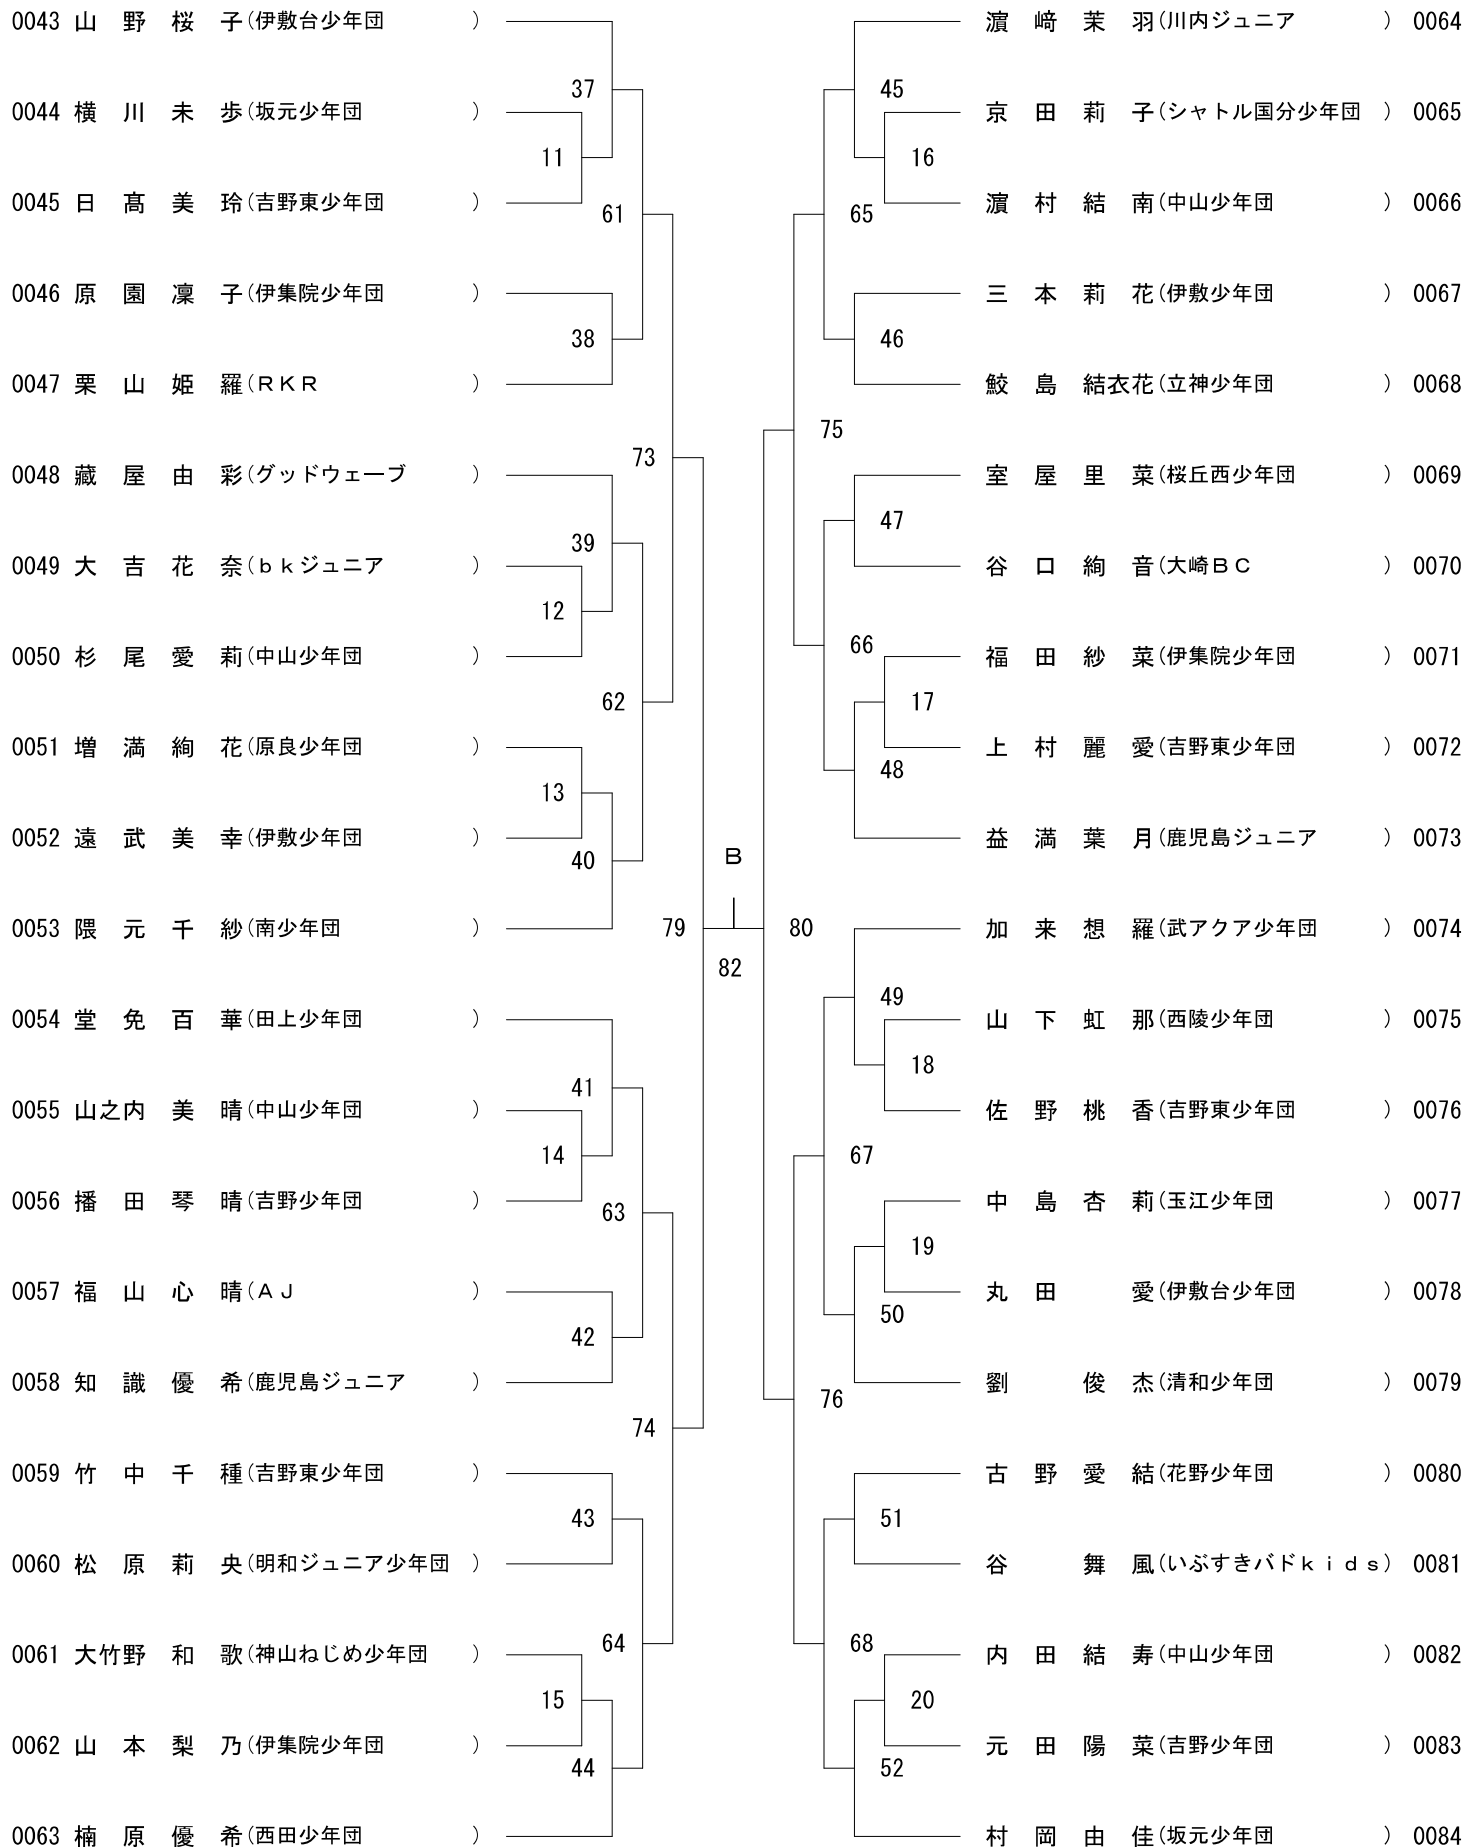 0043 山 野 桜 子(伊敷台少年団 )
37
0044 横 川 未 歩(坂元少年団 )
11
0045 日 髙 美 玲(吉野東少年団 )
61
0046 原 園 凜 子(伊集院少年団 )
38
0047 栗 山 姫 羅(ＲＫＲ )
73
0048 藏 屋 由 彩(グッドウェーブ )
39
0049 大 吉 花 奈(ｂｋジュニア )
12
0050 杉 尾 愛 莉(中山少年団 )
62
0051 増 満 絢 花(原良少年団 )
13
0052 遠 武 美 幸(伊敷少年団 )
40
0053 隈 元 千 紗(南少年団 )
79
0054 堂 免 百 華(田上少年団 )
41
0055 山之内 美 晴(中山少年団 )
14
0056 播 田 琴 晴(吉野少年団 )
63
0057 福 山 心 晴(ＡＪ )
42
0058 知 識 優 希(鹿児島ジュニア )
74
0059 竹 中 千 種(吉野東少年団 )
43
0060 松 原 莉 央(明和ジュニア少年団 )
64
0061 大竹野 和 歌(神山ねじめ少年団 )
15
0062 山 本 梨 乃(伊集院少年団 )
44
0063 楠 原 優 希(西田少年団 )
Ｂ
82
濵 﨑 茉 羽(川内ジュニア ) 0064
45
京 田 莉 子(シャトル国分少年団 ) 0065
16
濵 村 結 南(中山少年団 ) 0066
65
三 本 莉 花(伊敷少年団 ) 0067
46
鮫 島 結衣花(立神少年団 ) 0068
75
室 屋 里 菜(桜丘西少年団 ) 0069
47
谷 口 絢 音(大崎ＢＣ ) 0070
66
福 田 紗 菜(伊集院少年団 ) 0071
17
上 村 麗 愛(吉野東少年団 ) 0072
48
益 満 葉 月(鹿児島ジュニア ) 0073
80
加 来 想 羅(武アクア少年団 ) 0074
49
山 下 虹 那(西陵少年団 ) 0075
18
佐 野 桃 香(吉野東少年団 ) 0076
67
中 島 杏 莉(玉江少年団 ) 0077
19
丸 田 愛(伊敷台少年団 ) 0078
50
劉 俊 杰(清和少年団 ) 0079
76
古 野 愛 結(花野少年団 ) 0080
51
谷 舞 風(いぶすきバドｋｉｄｓ) 0081
68
内 田 結 寿(中山少年団 ) 0082
20
元 田 陽 菜(吉野少年団 ) 0083
52
村 岡 由 佳(坂元少年団 ) 0084